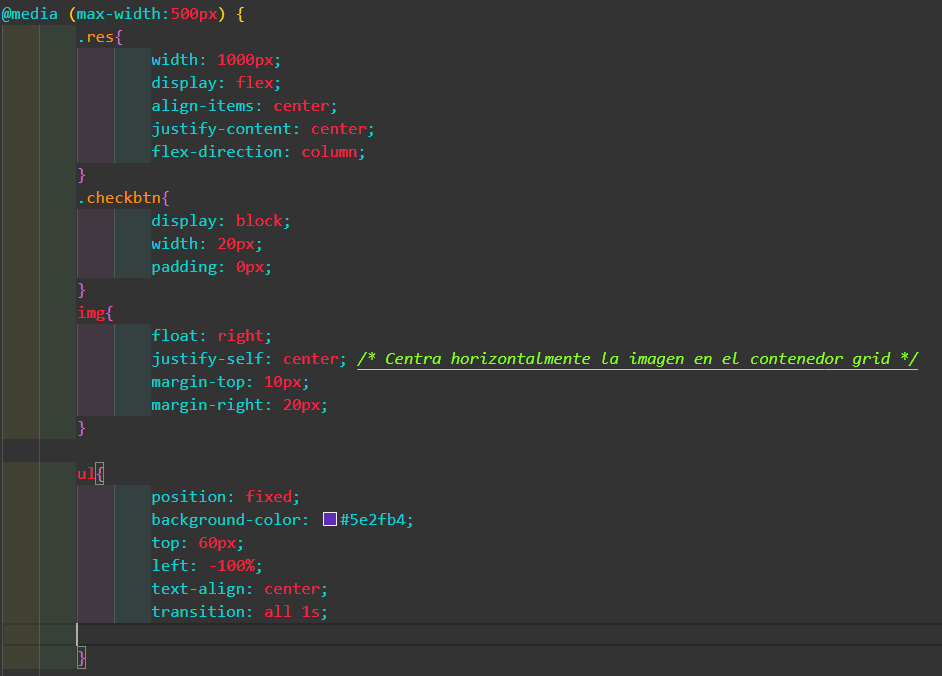 @media (max-width:500px) {
.res{
width: 1000px;
display: flex;
align-items: center;
justify-content: center;
flex-direction: column;
}
.checkbtn{
display: block;
width: 20px;
padding: 0px;
}
img{
float: right;
justify-self: center; /* Centra horizontalmente la imagen en el contenedor grid */
margin-top: 10px;
margin-right: 20px;
}
ul{
position: fixed;
background-color: #5e2fb4;
top: 60px;
left: -100%;
text-align: center;
transition: all 1s;
}